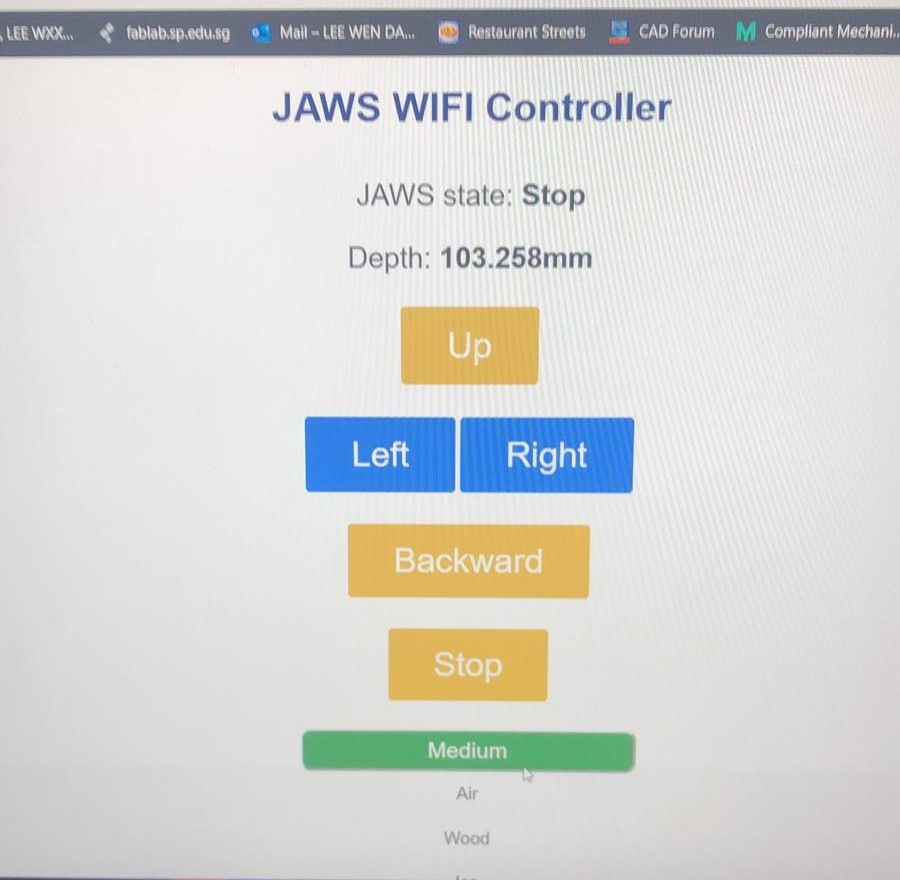 LEE WXX... fablab.sp.edu.sg Mail – LEE WEN DA... Restaurant Streets CAD Forum M Compliant Mechani...
JAWS WIFI Controller
JAWS state: Stop
Depth: 103.258mm
Up
Left Right
Backward
Stop
Medium
Air
Wood